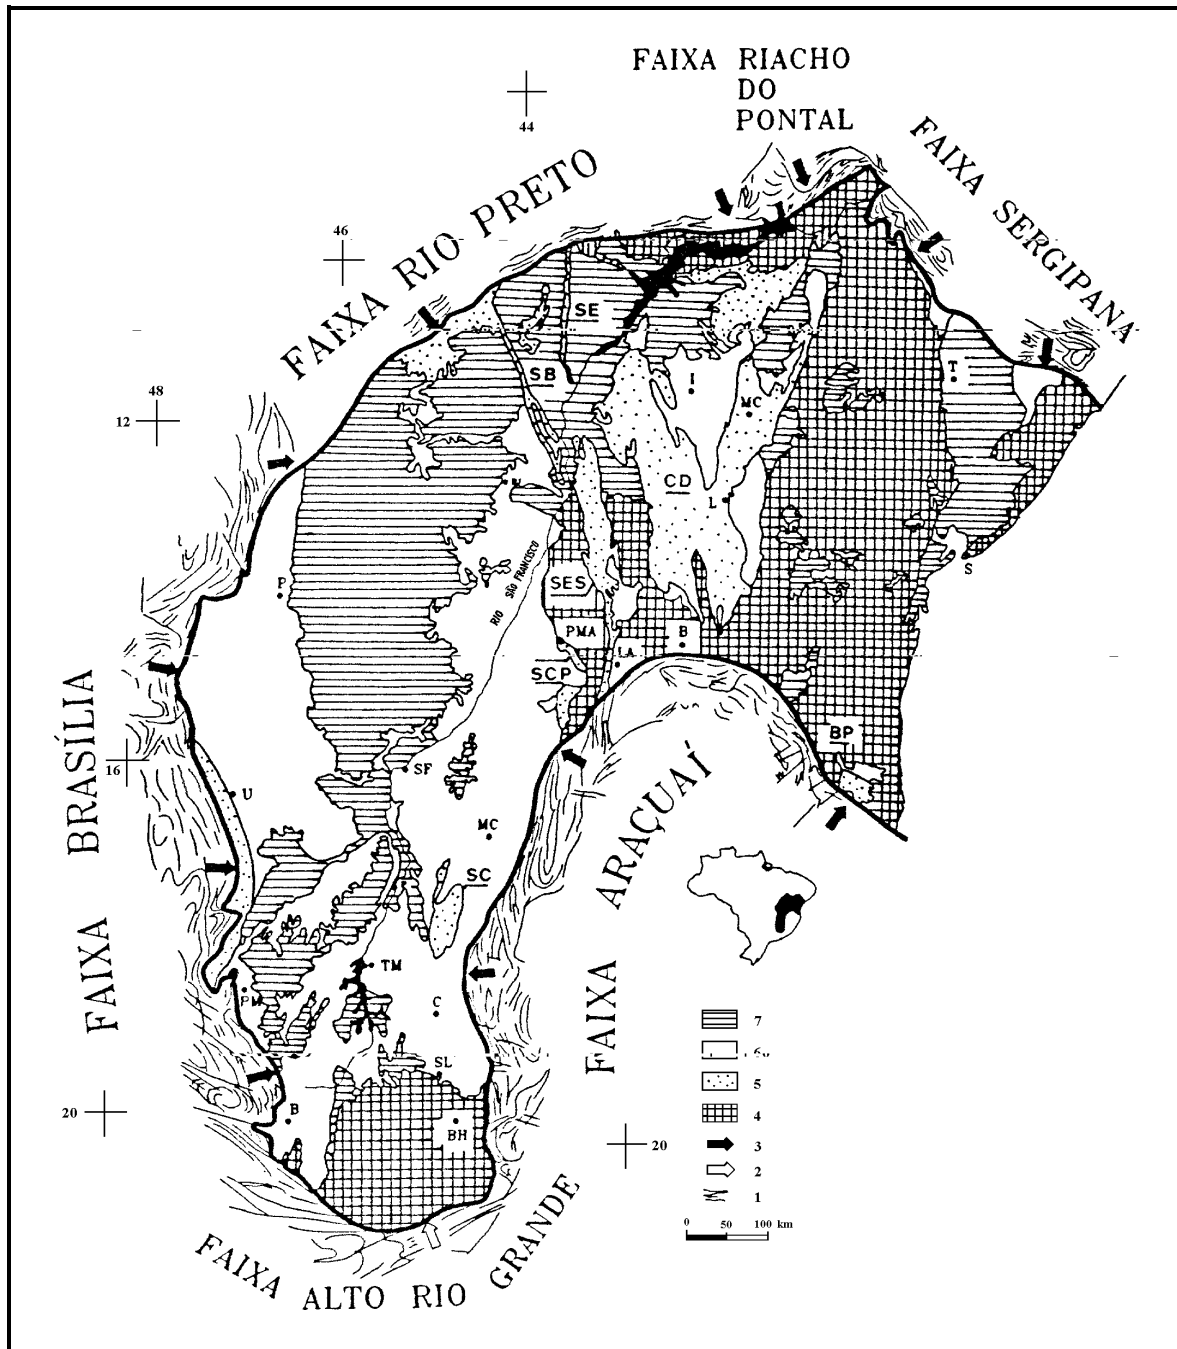 FAIXA RIACHO
DO
PONTAL
44
FAIXA SERGIPANA
FAIXA RIO PRETO
46
SE
48
12
SB
I
T
MC
CD
L
S
RIO SÃO FRANCISCO
SES
P
PMA
B
LA
SCP
BP
FAIXA BRASÍLIA
16
SF
U
MC
SC
FAIXA ARAÇUAÍ
TM
PM
C
SL
20
B
BH
20
7
6
5
4
3
2
1
0 50 100 km
FAIXA ALTO RIO GRANDE